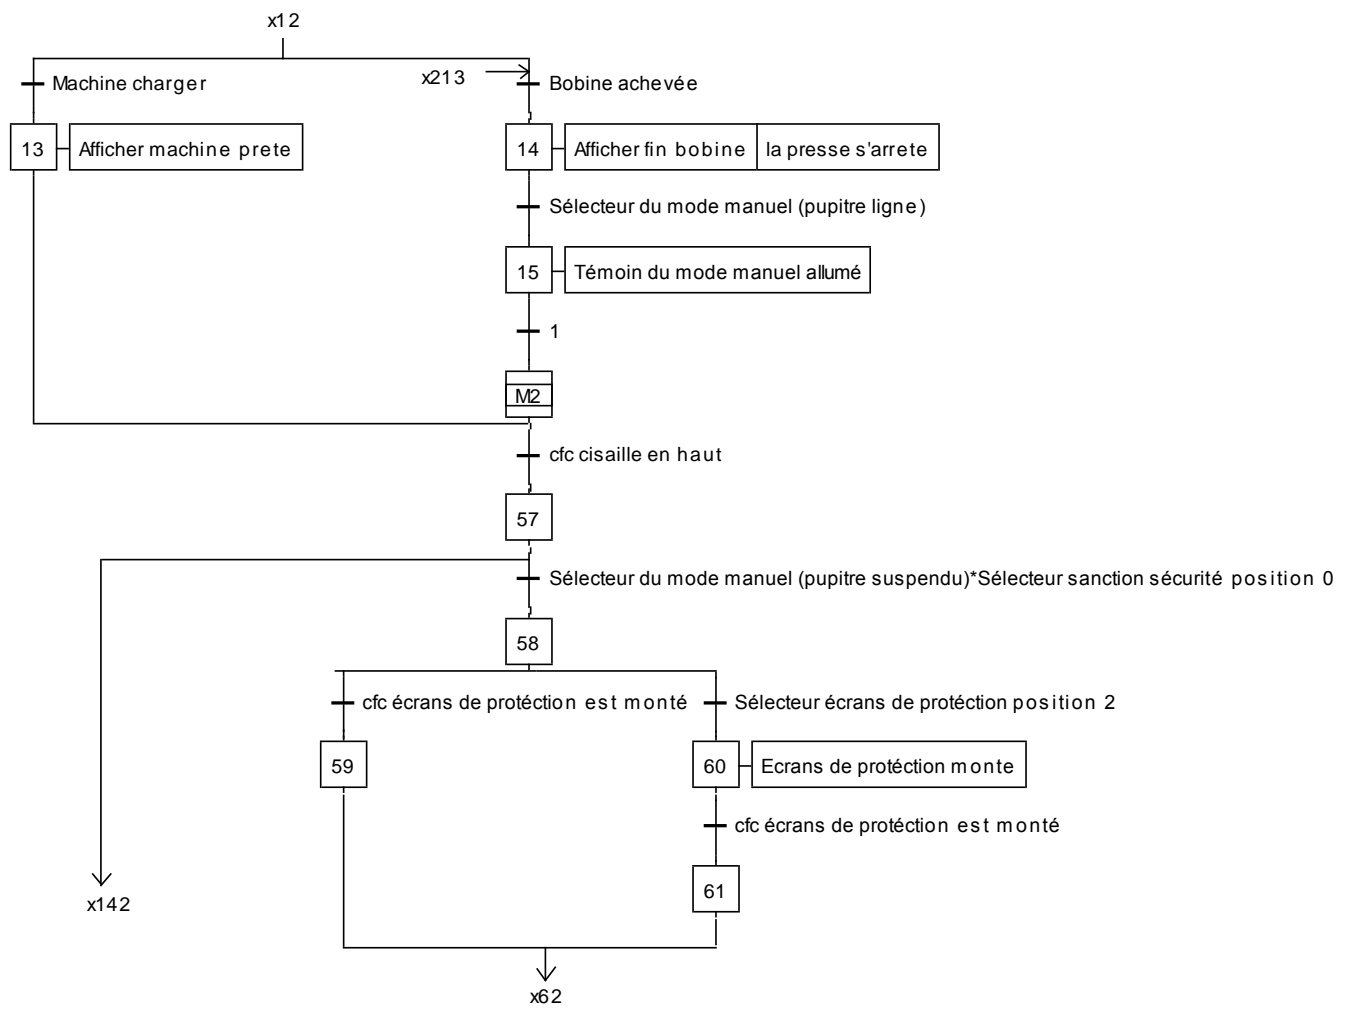 x12
Machine charger
x213
Bobine achevée
13
Afficher machine prete
14
Afficher fin bobine
la presse s'arrete
Sélecteur du mode manuel (pupitre ligne)
15
Témoin du mode manuel allumé
1
M2
cfc cisaille en haut
57
Sélecteur du mode manuel (pupitre suspendu)*Sélecteur sanction sécurité position 0
58
cfc écrans de protéction est monté
Sélecteur écrans de protéction position 2
59
60
Ecrans de protéction monte
cfc écrans de protéction est monté
61
x142
x62